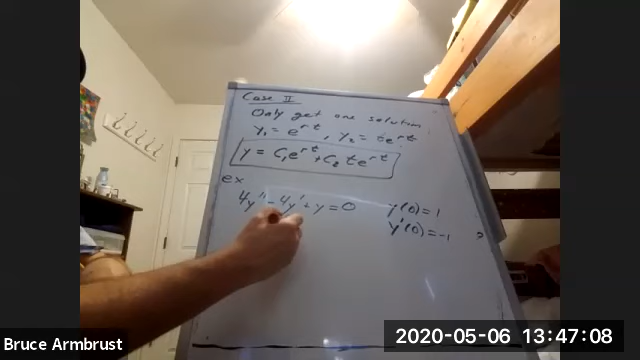 Case II
Only get one solution.
y₁ = e^rt, y₂ = te^rt
y = C₁e^rt + C₂te^rt
ex
4y'' - 4y' + y = 0
y(0) = 1
y'(0) = -1
?
Bruce Armbrust
2020-05-06 13:47:08